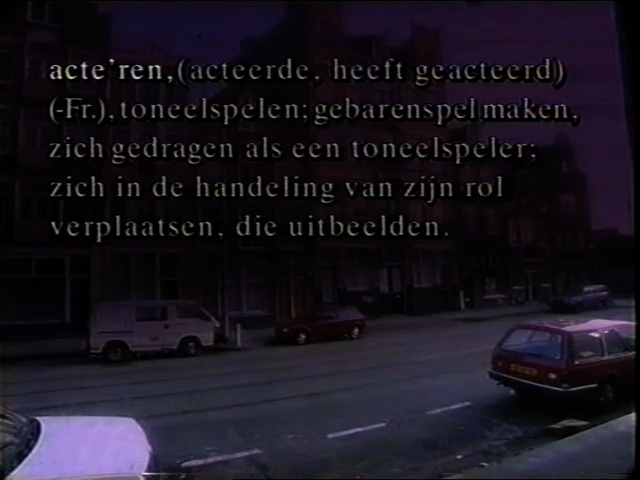 acte'ren, (acteerde, heeft geacteerd)
(-Fr.), toneelspelen; gebarenspel maken,
zich gedragen als een toneelspeler;
zich in de handeling van zijn rol
verplaatsen, die uitbeelden.